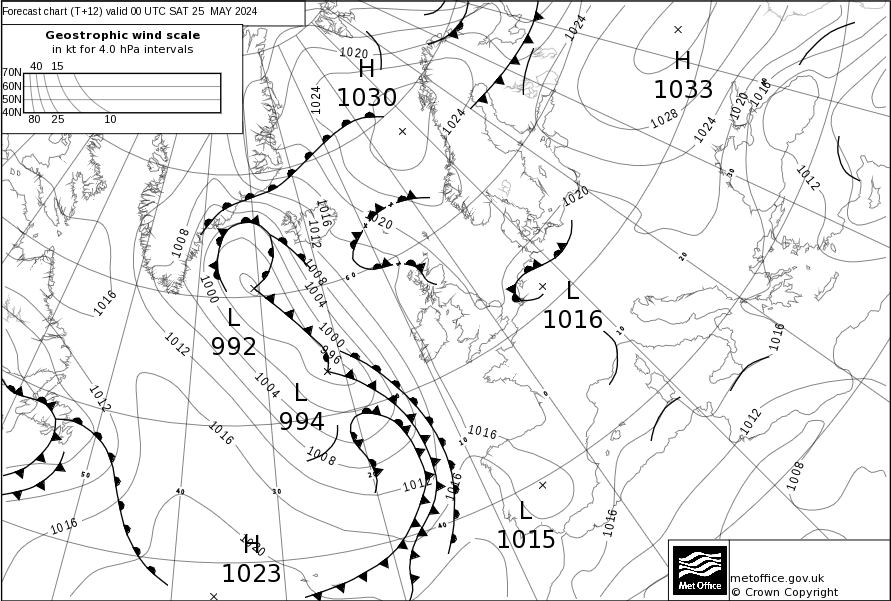 Forecast chart (T+12) valid 00 UTC SAT 25 MAY 2024
Geostrophic wind scale
in kt for 4.0 hPa intervals
40 15
70N
60N
50N
40N
80 25 10
1020
H
1030
1024
1024
1024
H
1033
1028
1024
1020
1016
1012
1020
1020
1016
1012
1008
1004
1000
996
1008
1000
1016
1012
1012
L
992
L
994
1004
1016
1008
1012
1016
1016
L
1016
1016
1012
1008
1016
L
1015
1016
H
1023
1020
60
50
40
30
20
10
0
10
20
30
40
metoffice.gov.uk
© Crown Copyright
Met Office